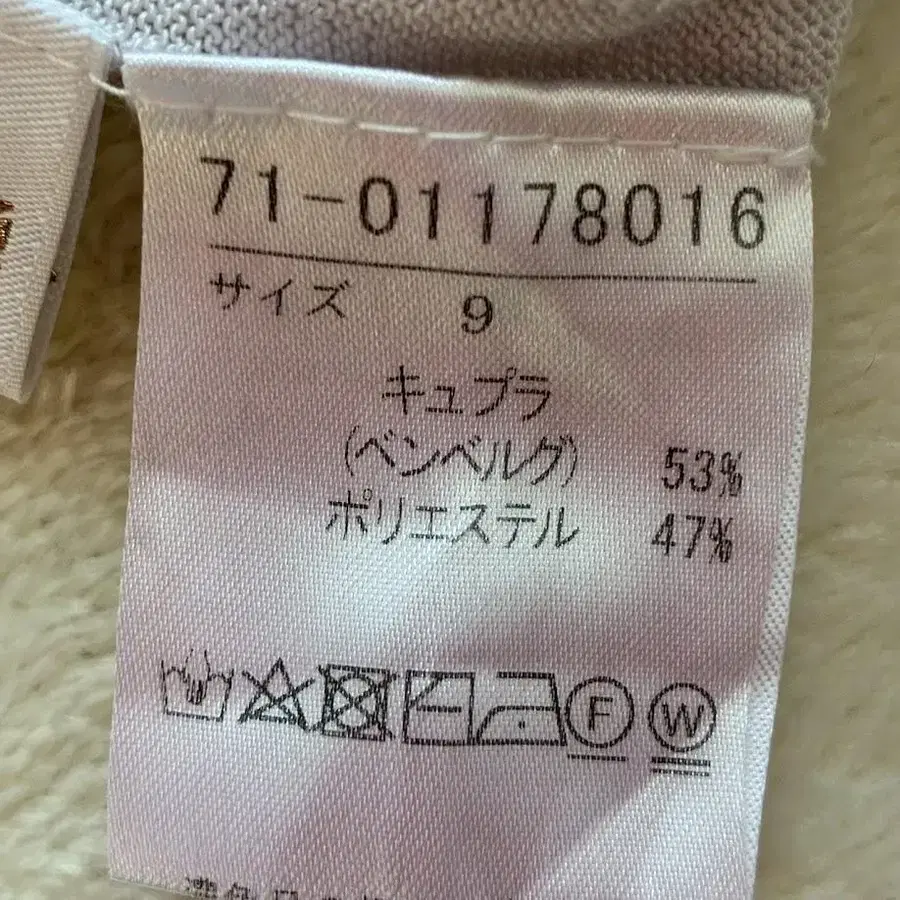 71-01178016
サイズ 9
キュプラ
(ベンベルグ) 53%
ポリエステル 47%
F W